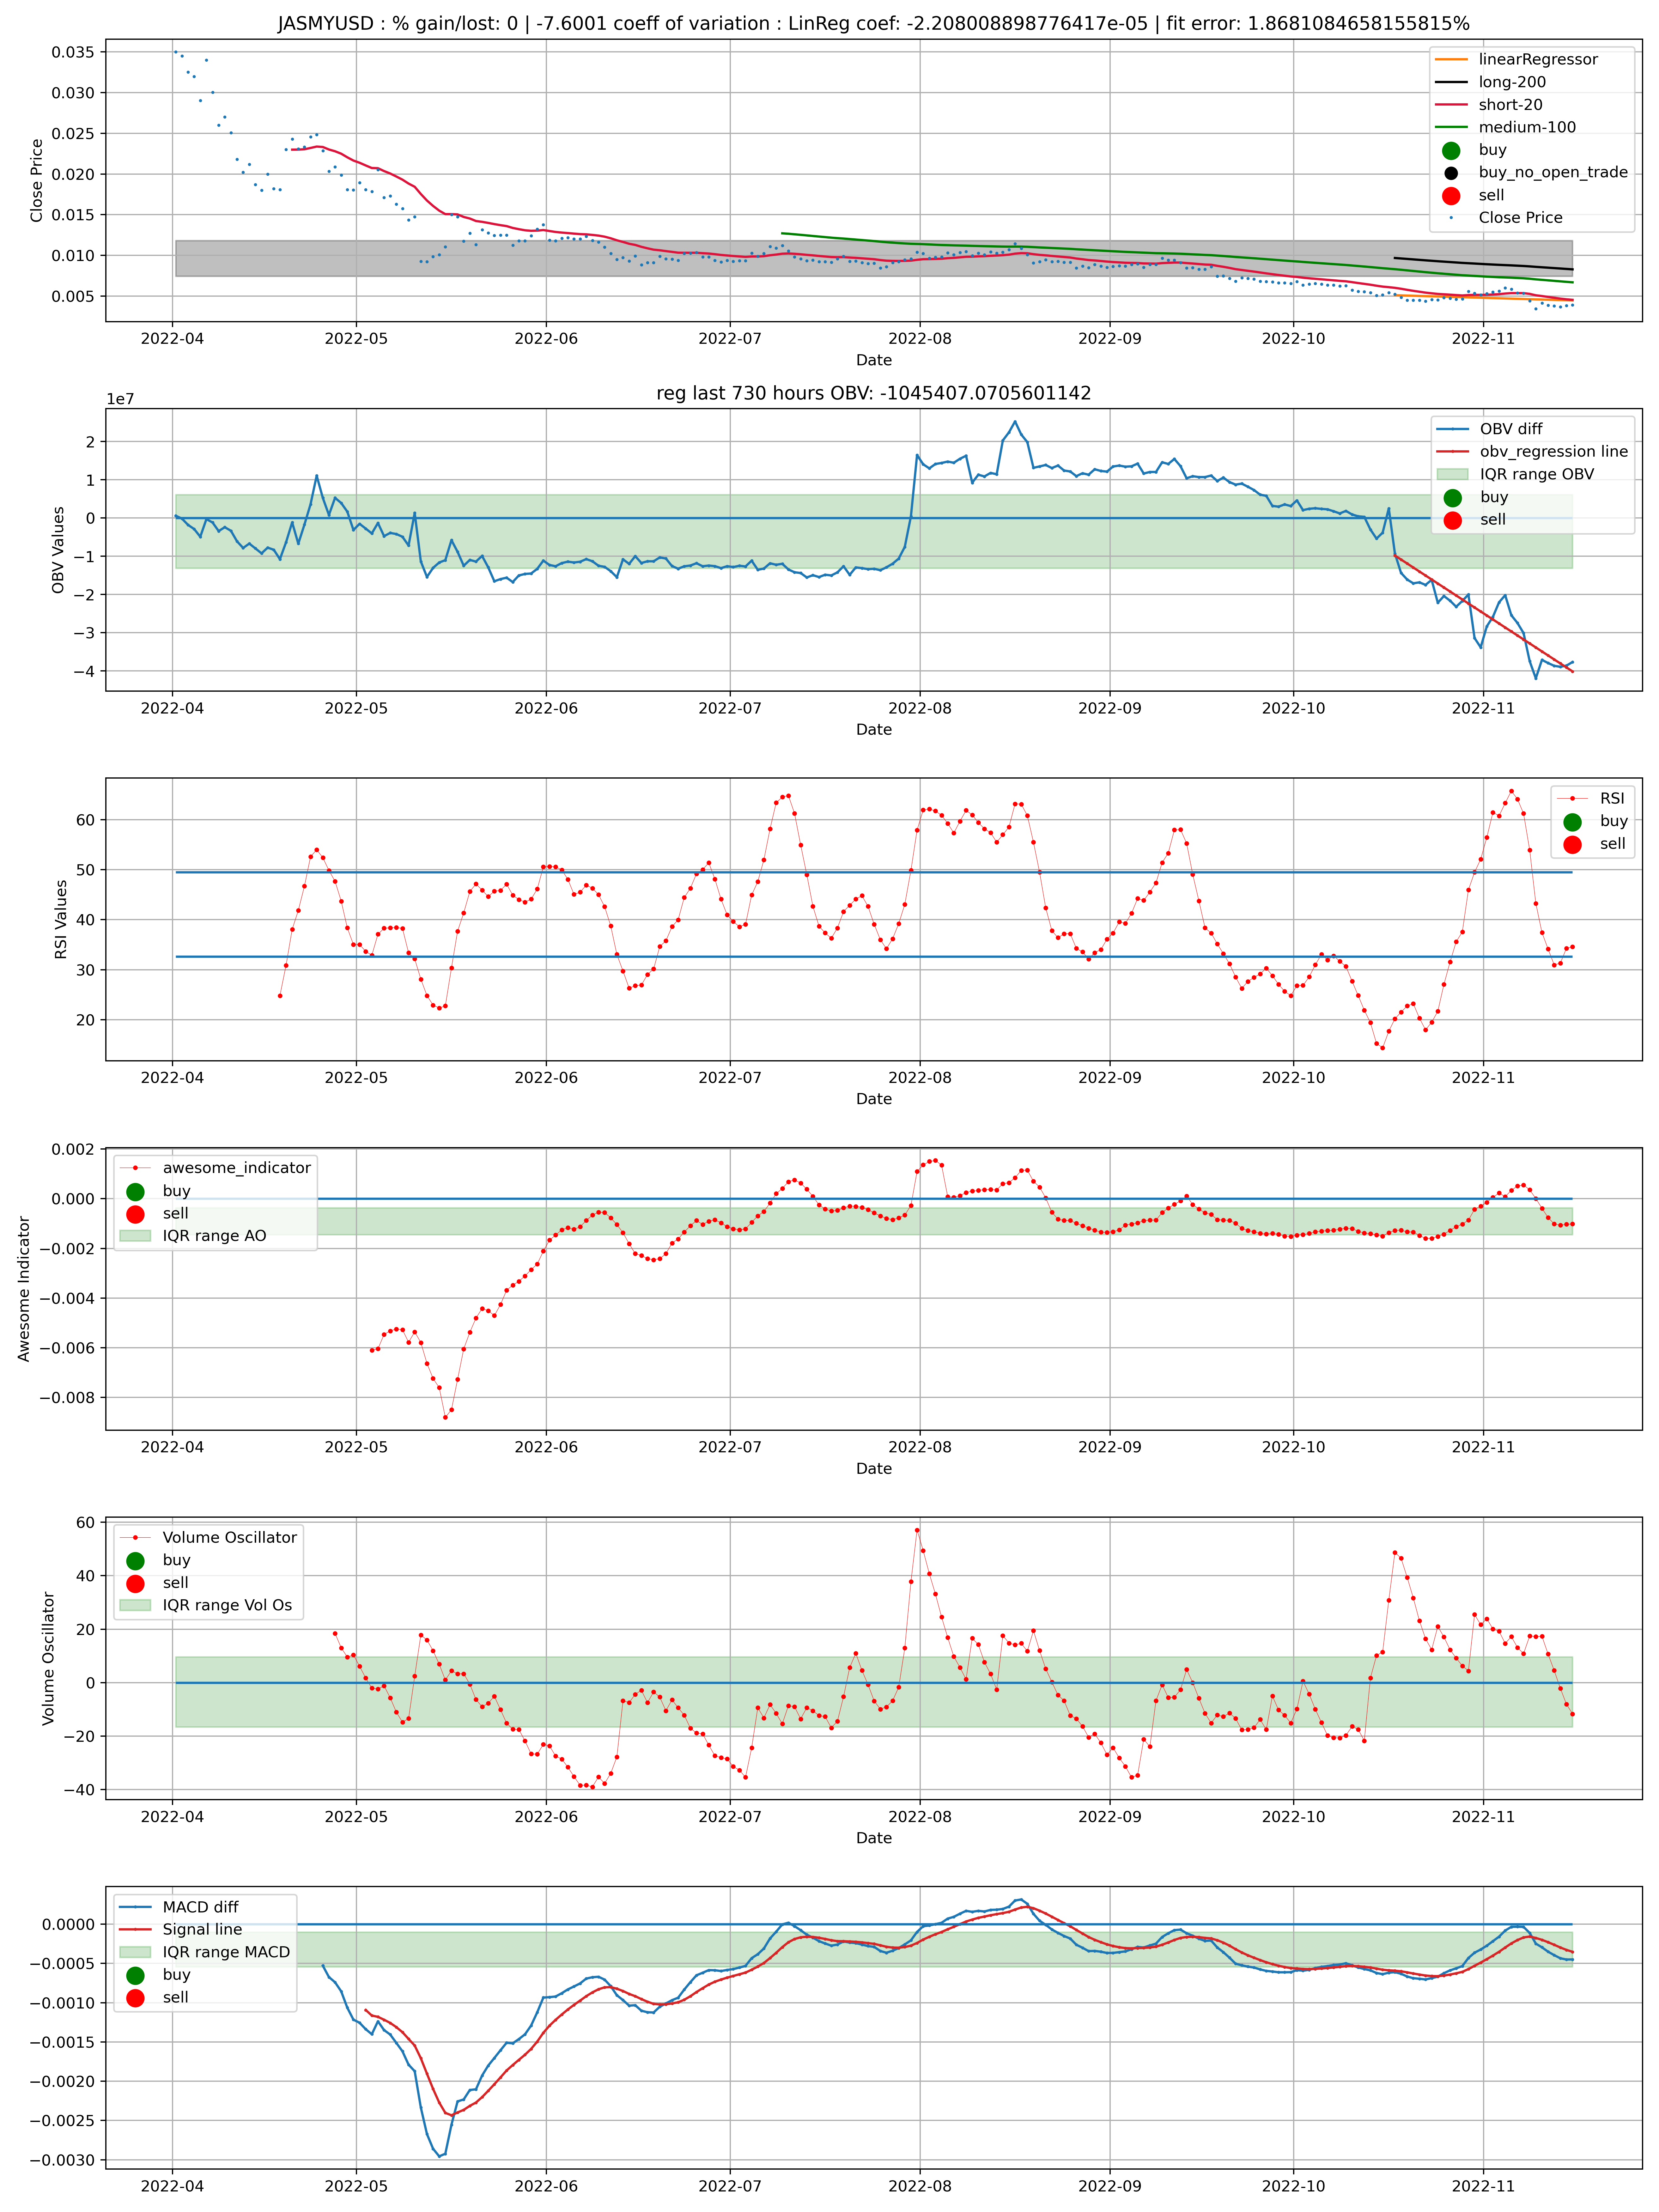 JASMYUSD : % gain/lost: 0 | -7.6001 coeff of variation : LinReg coef: -2.208008898776417e-05 | fit error: 1.8681084658155815%
0.035
0.030
0.025
0.020
0.015
0.010
0.005
Close Price
linearRegressor
long-200
short-20
medium-100
buy
buy_no_open_trade
sell
Close Price
2022-04 2022-05 2022-06 2022-07 2022-08 2022-09 2022-10 2022-11
Date
reg last 730 hours OBV: -1045407.0705601142
1e7
2
1
0
−1
−2
−3
−4
OBV Values
OBV diff
obv_regression line
IQR range OBV
buy
sell
2022-04 2022-05 2022-06 2022-07 2022-08 2022-09 2022-10 2022-11
Date
60
50
40
30
20
RSI Values
RSI
buy
sell
2022-04 2022-05 2022-06 2022-07 2022-08 2022-09 2022-10 2022-11
Date
0.002
0.000
−0.002
−0.004
−0.006
−0.008
Awesome Indicator
awesome_indicator
buy
sell
IQR range AO
2022-04 2022-05 2022-06 2022-07 2022-08 2022-09 2022-10 2022-11
Date
60
40
20
0
−20
−40
Volume Oscillator
Volume Oscillator
buy
sell
IQR range Vol Os
2022-04 2022-05 2022-06 2022-07 2022-08 2022-09 2022-10 2022-11
Date
0.0000
−0.0005
−0.0010
−0.0015
−0.0020
−0.0025
−0.0030
MACD diff
Signal line
IQR range MACD
buy
sell
2022-04 2022-05 2022-06 2022-07 2022-08 2022-09 2022-10 2022-11